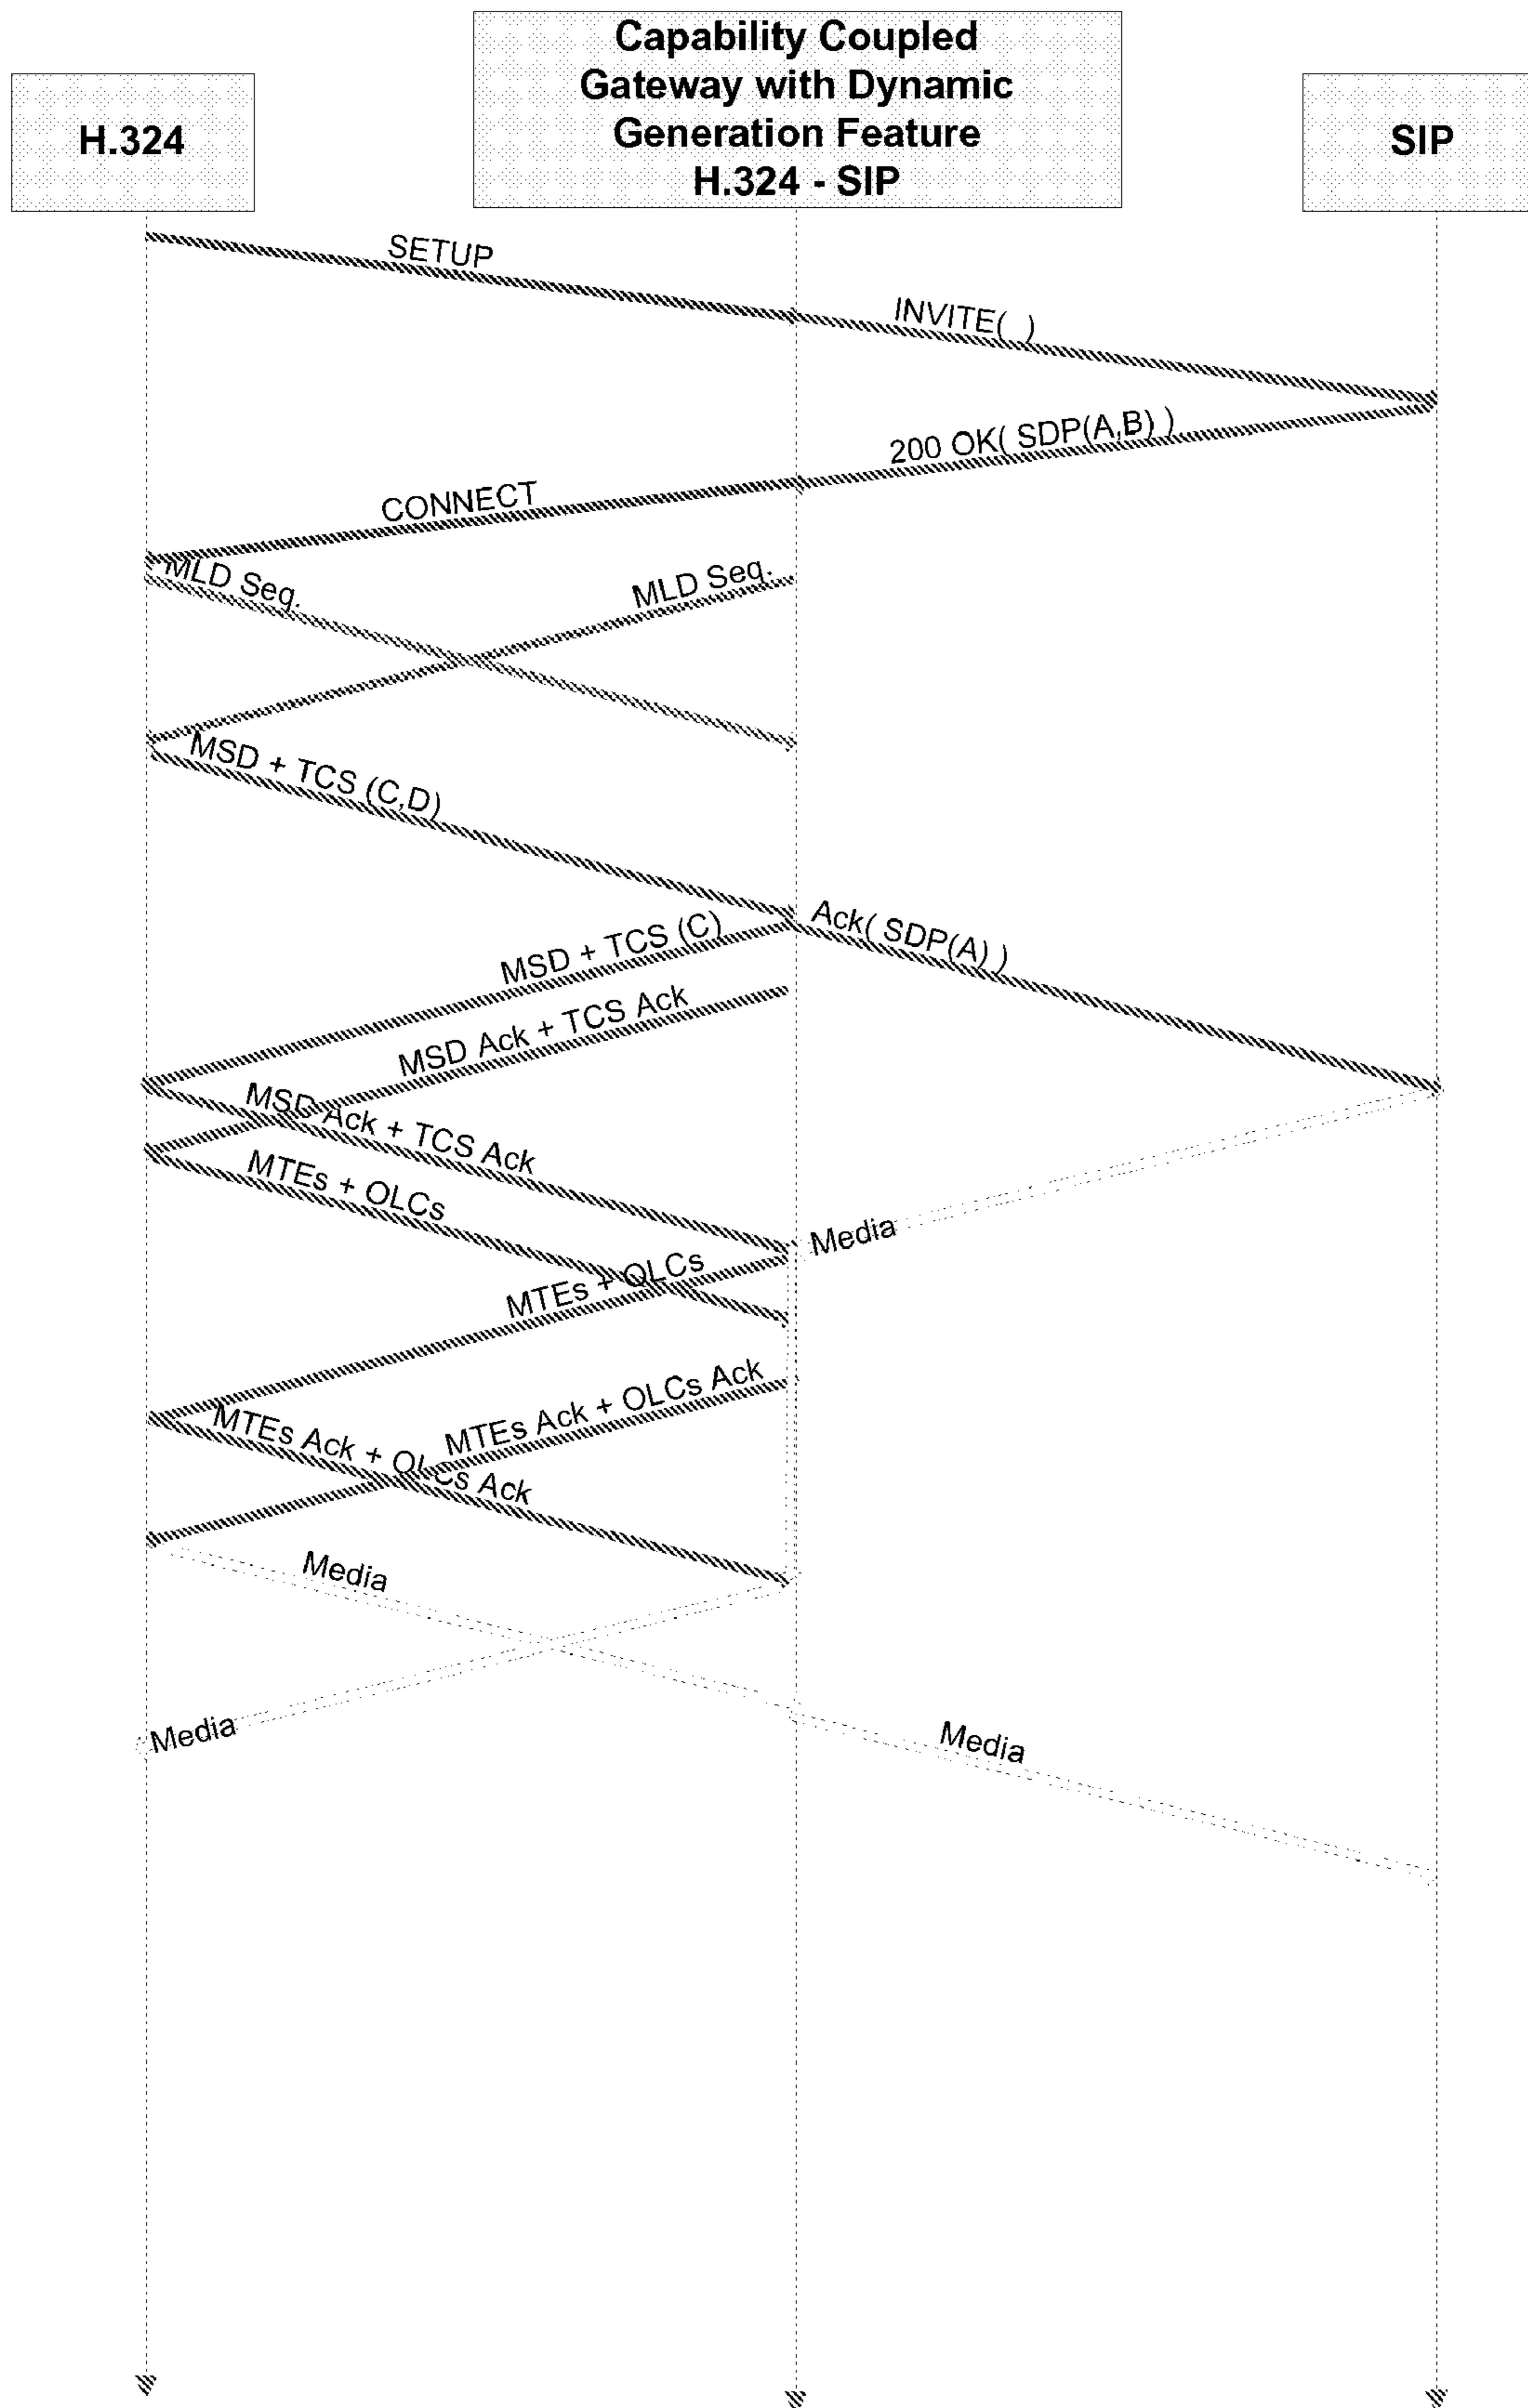 Capability Coupled
Gateway with Dynamic
Generation Feature
H.324 - SIP
H.324
SIP
SETUP
INVITE( )
200 OK( SDP(A,B) )
CONNECT
MLD Seq.
MLD Seq.
MSD + TCS (C,D)
Ack( SDP(A) )
MSD + TCS (C)
MSD Ack + TCS Ack
MSD Ack + TCS Ack
MTEs + OLCs
Media
MTEs + OLCs
MTEs Ack + OLCs Ack
MTEs Ack + OLCs Ack
Media
Media
Media